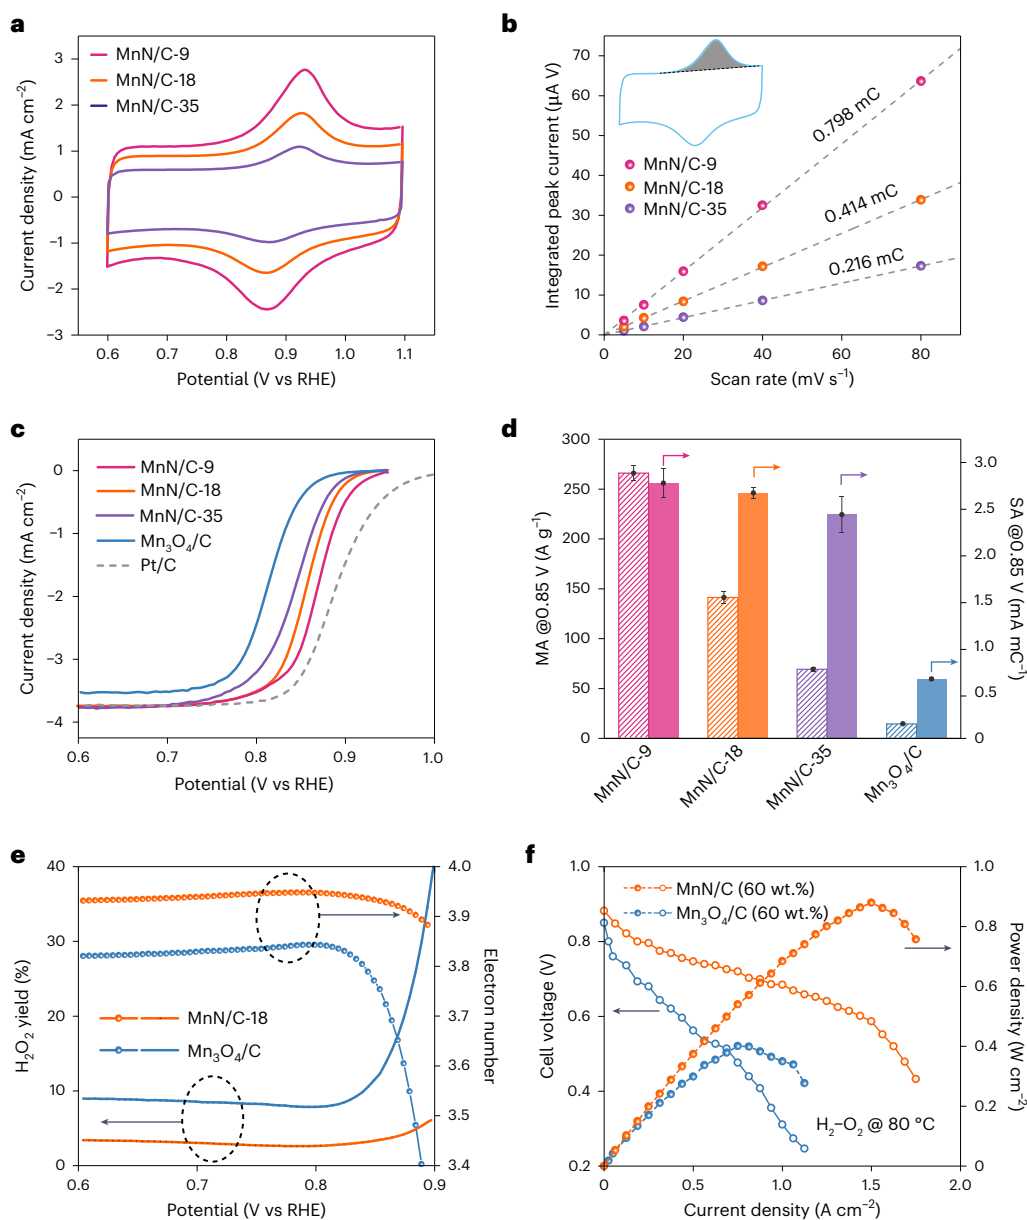 a
MnN/C-9
MnN/C-18
MnN/C-35
3
2
1
0
−1
−2
−3
0.6 0.7 0.8 0.9 1.0 1.1
Current density (mA cm⁻²)
Potential (V vs RHE)
b
70
60
50
40
30
20
10
0
0 20 40 60 80
Integrated peak current (μA V)
Scan rate (mV s⁻¹)
MnN/C-9
MnN/C-18
MnN/C-35
0.798 mC
0.414 mC
0.216 mC
c
MnN/C-9
MnN/C-18
MnN/C-35
Mn₃O₄/C
Pt/C
0
−1
−2
−3
−4
0.6 0.7 0.8 0.9 1.0
Current density (mA cm⁻²)
Potential (V vs RHE)
d
300
250
200
150
100
50
0
MA @0.85 V (A g⁻¹)
3.0
2.5
2.0
1.5
1.0
0.5
0
SA @0.85 V (mA mC⁻¹)
MnN/C-9
MnN/C-18
MnN/C-35
Mn₃O₄/C
e
40
30
20
10
0
H₂O₂ yield (%)
4.0
3.9
3.8
3.7
3.6
3.5
3.4
Electron number
MnN/C-18
Mn₃O₄/C
0.6 0.7 0.8 0.9
Potential (V vs RHE)
f
1.0
0.8
0.6
0.4
0.2
Cell voltage (V)
1.0
0.8
0.6
0.4
0.2
0
Power density (W cm⁻²)
MnN/C (60 wt.%)
Mn₃O₄/C (60 wt.%)
H₂–O₂ @ 80 °C
0 0.5 1.0 1.5 2.0
Current density (A cm⁻²)